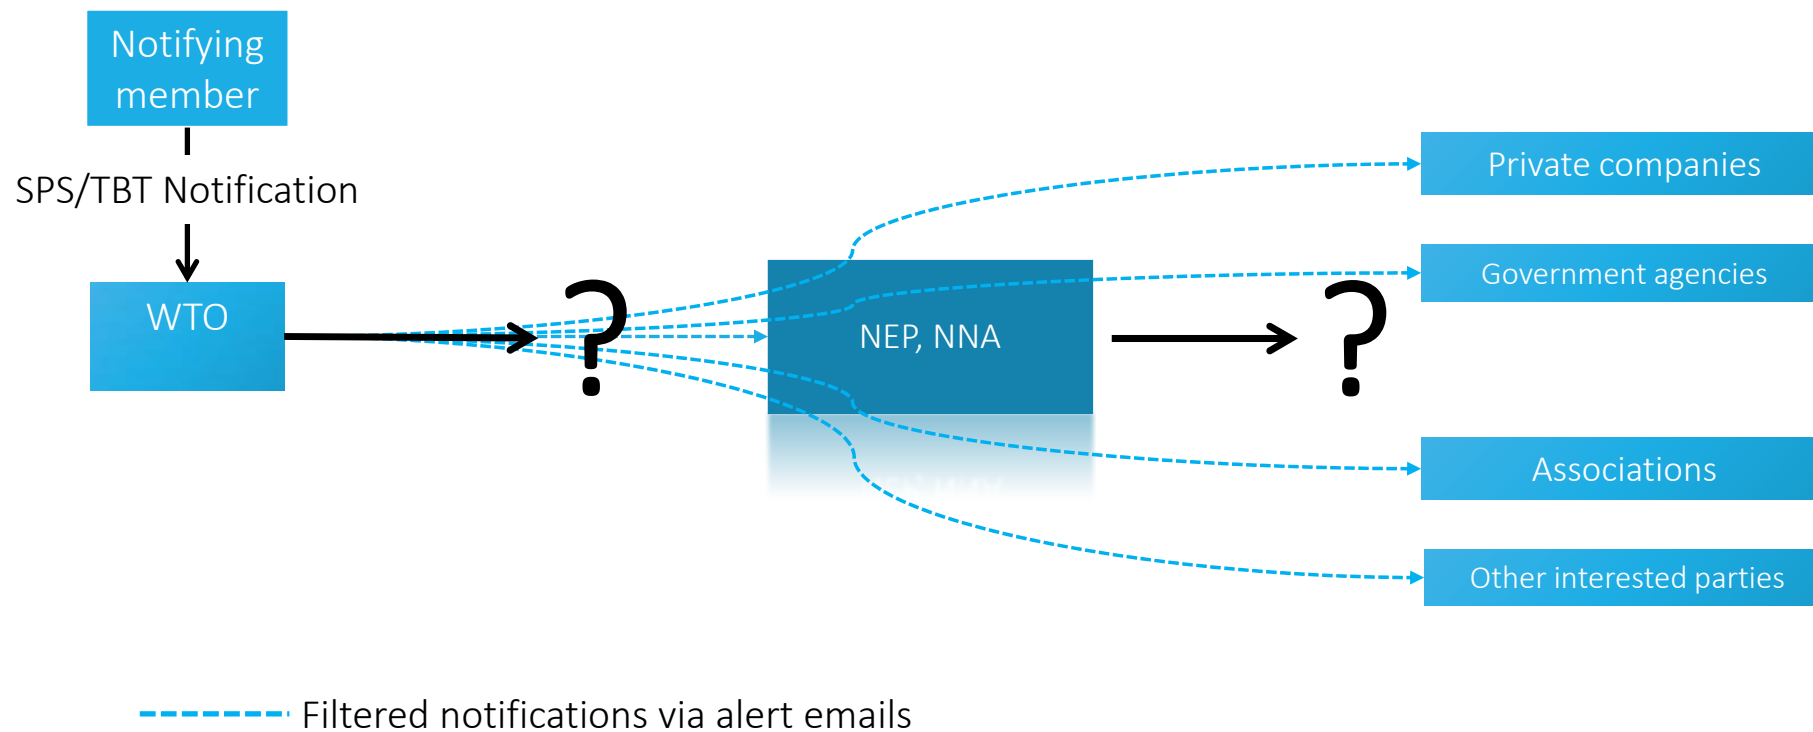 Notifying
member
SPS/TBT Notification
WTO
?
NEP, NNA
?
Private companies
Government agencies
Associations
Other interested parties
Filtered notifications via alert emails